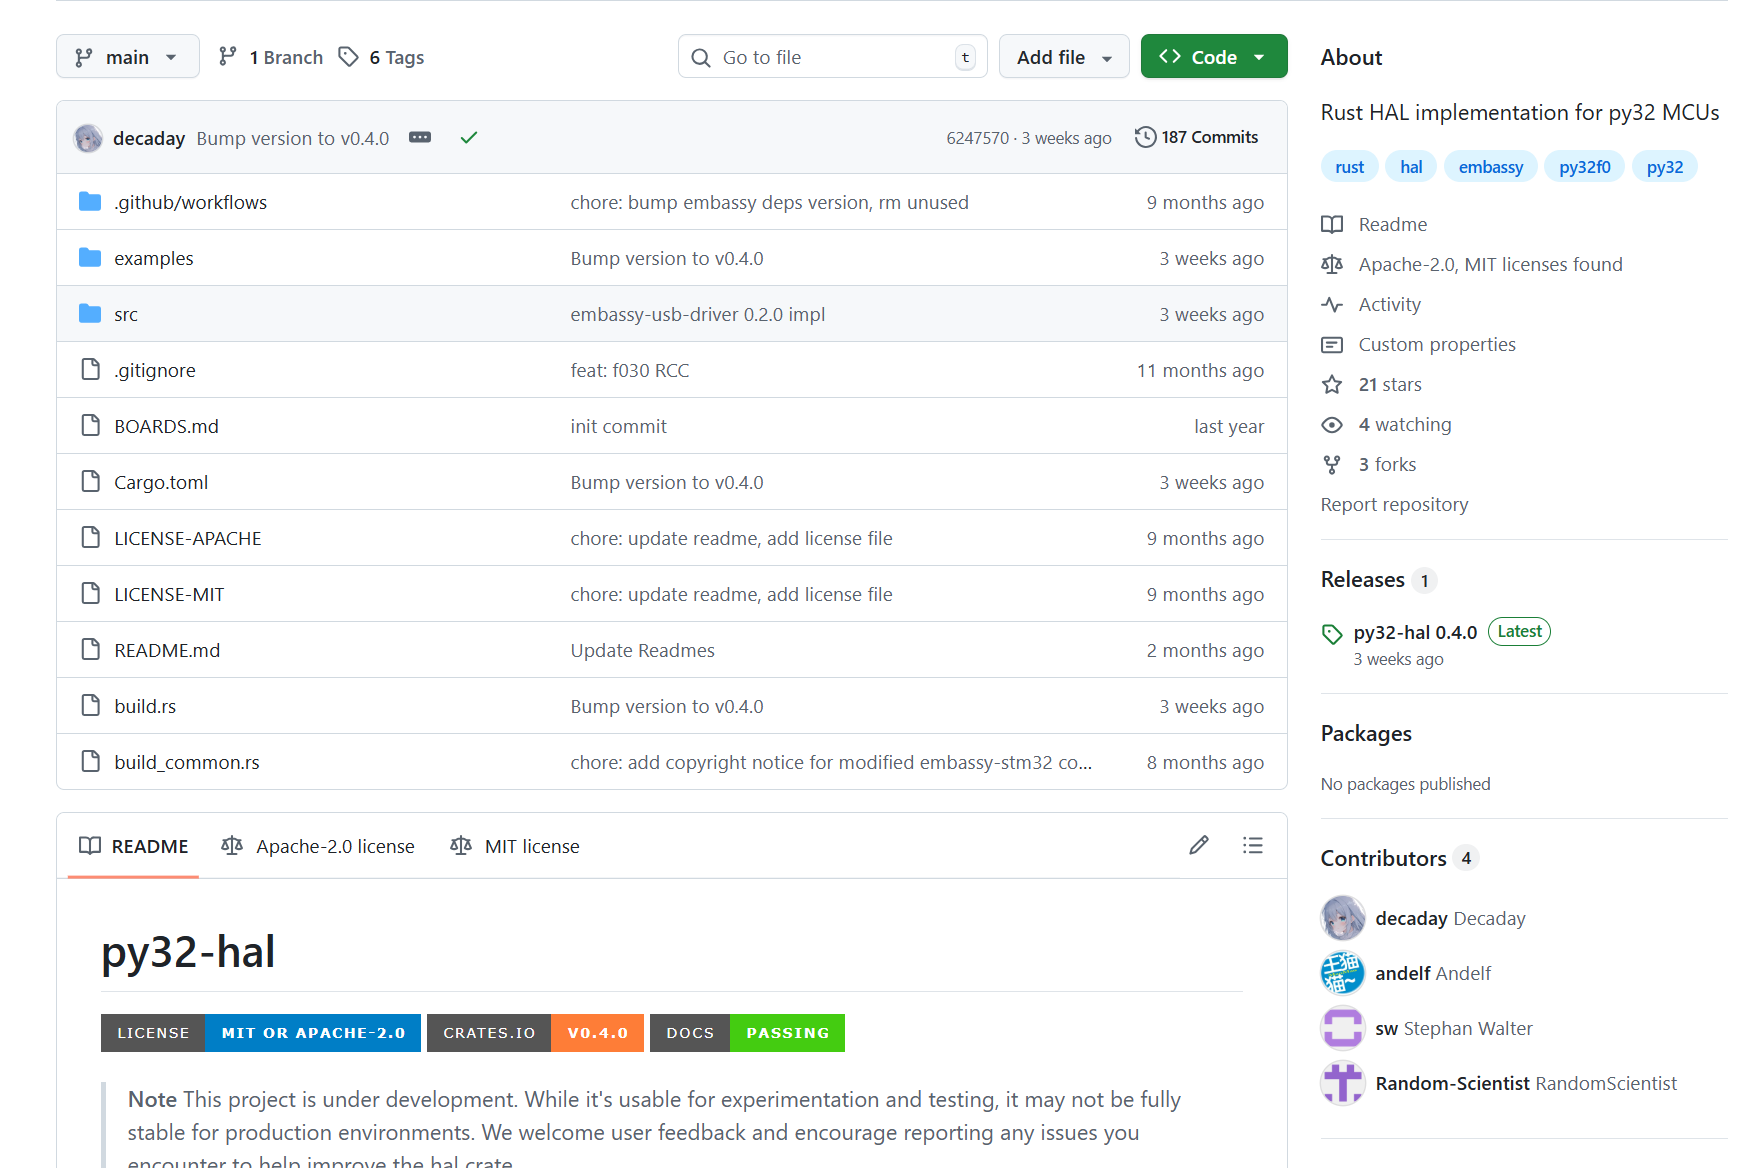 main
1 Branch
6 Tags
Go to file
t
Add file
Code
decaday Bump version to v0.4.0
6247570 · 3 weeks ago
187 Commits
.github/workflows
chore: bump embassy deps version, rm unused
9 months ago
examples
Bump version to v0.4.0
3 weeks ago
src
embassy-usb-driver 0.2.0 impl
3 weeks ago
.gitignore
feat: f030 RCC
11 months ago
BOARDS.md
init commit
last year
Cargo.toml
Bump version to v0.4.0
3 weeks ago
LICENSE-APACHE
chore: update readme, add license file
9 months ago
LICENSE-MIT
chore: update readme, add license file
9 months ago
README.md
Update Readmes
2 months ago
build.rs
Bump version to v0.4.0
3 weeks ago
build_common.rs
chore: add copyright notice for modified embassy-stm32 co...
8 months ago
README
Apache-2.0 license
MIT license
py32-hal
LICENSE MIT OR APACHE-2.0
CRATES.IO V0.4.0
DOCS PASSING
Note This project is under development. While it's usable for experimentation and testing, it may not be fully
stable for production environments. We welcome user feedback and encourage reporting any issues you
encounter to help improve the hal crate.
About
Rust HAL implementation for py32 MCUs
rust
hal
embassy
py32f0
py32
Readme
Apache-2.0, MIT licenses found
Activity
Custom properties
21 stars
4 watching
3 forks
Report repository
Releases 1
py32-hal 0.4.0 Latest
3 weeks ago
Packages
No packages published
Contributors 4
decaday Decaday
andelf Andelf
sw Stephan Walter
Random-Scientist RandomScientist